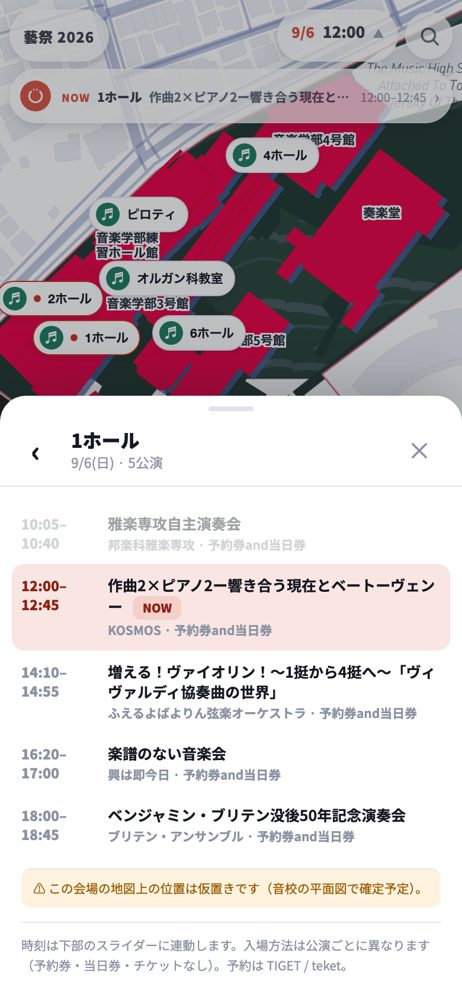 藝祭 2026
9/6 12:00 ▲
The Music High S
Attached To To
NOW 1ホール 作曲2×ピアノ2ー響き合う現在と… 12:00–12:45 ›
音楽学部4号館
4ホール
奏楽堂
ピロティ
音楽学部練
習ホール館
オルガン科教室
2ホール
音楽学部3号館
1ホール
6ホール
部5号館
‹ 1ホール
9/6(日)・5公演
10:05–
10:40
雅楽専攻自主演奏会
邦楽科雅楽専攻・予約券and当日券
12:00–
12:45
作曲2×ピアノ2ー響き合う現在とベートーヴェン
ー NOW
KOSMOS・予約券and当日券
14:10–
14:55
増える！ヴァイオリン！〜1挺から4挺へ〜「ヴィ
ヴァルディ協奏曲の世界」
ふえるよばよりん弦楽オーケストラ・予約券and当日券
16:20–
17:00
楽譜のない音楽会
興は即今日・予約券and当日券
18:00–
18:45
ベンジャミン・ブリテン没後50年記念演奏会
ブリテン・アンサンブル・予約券and当日券
⚠ この会場の地図上の位置は仮置きです（音校の平面図で確定予定）。
時刻は下部のスライダーに連動します。入場方法は公演ごとに異なります
（予約券・当日券・チケットなし）。予約は TIGET / teket。